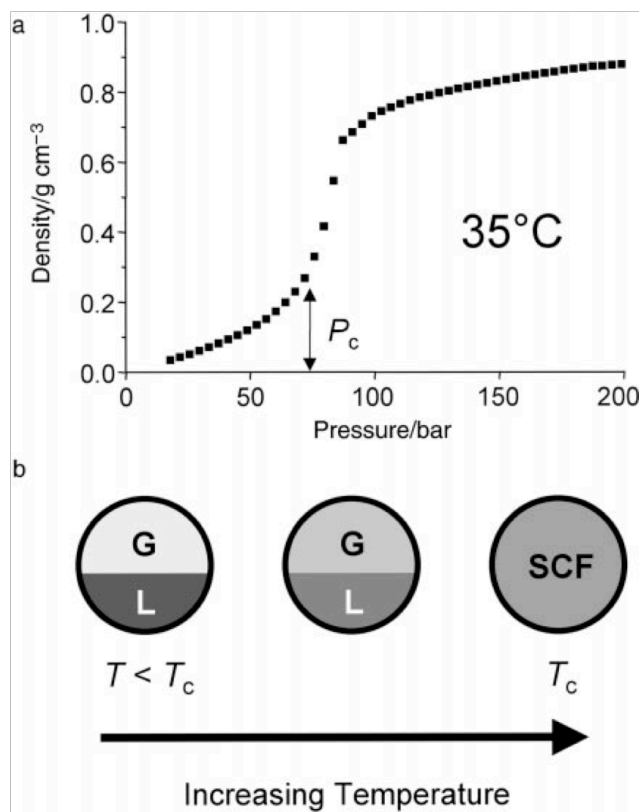 a
1.0
0.8
0.6
0.4
0.2
0.0
Density/g cm⁻³
35°C
Pc
0 50 100 150 200
Pressure/bar
b
G G SCF
L L
T < Tc Tc
Increasing Temperature